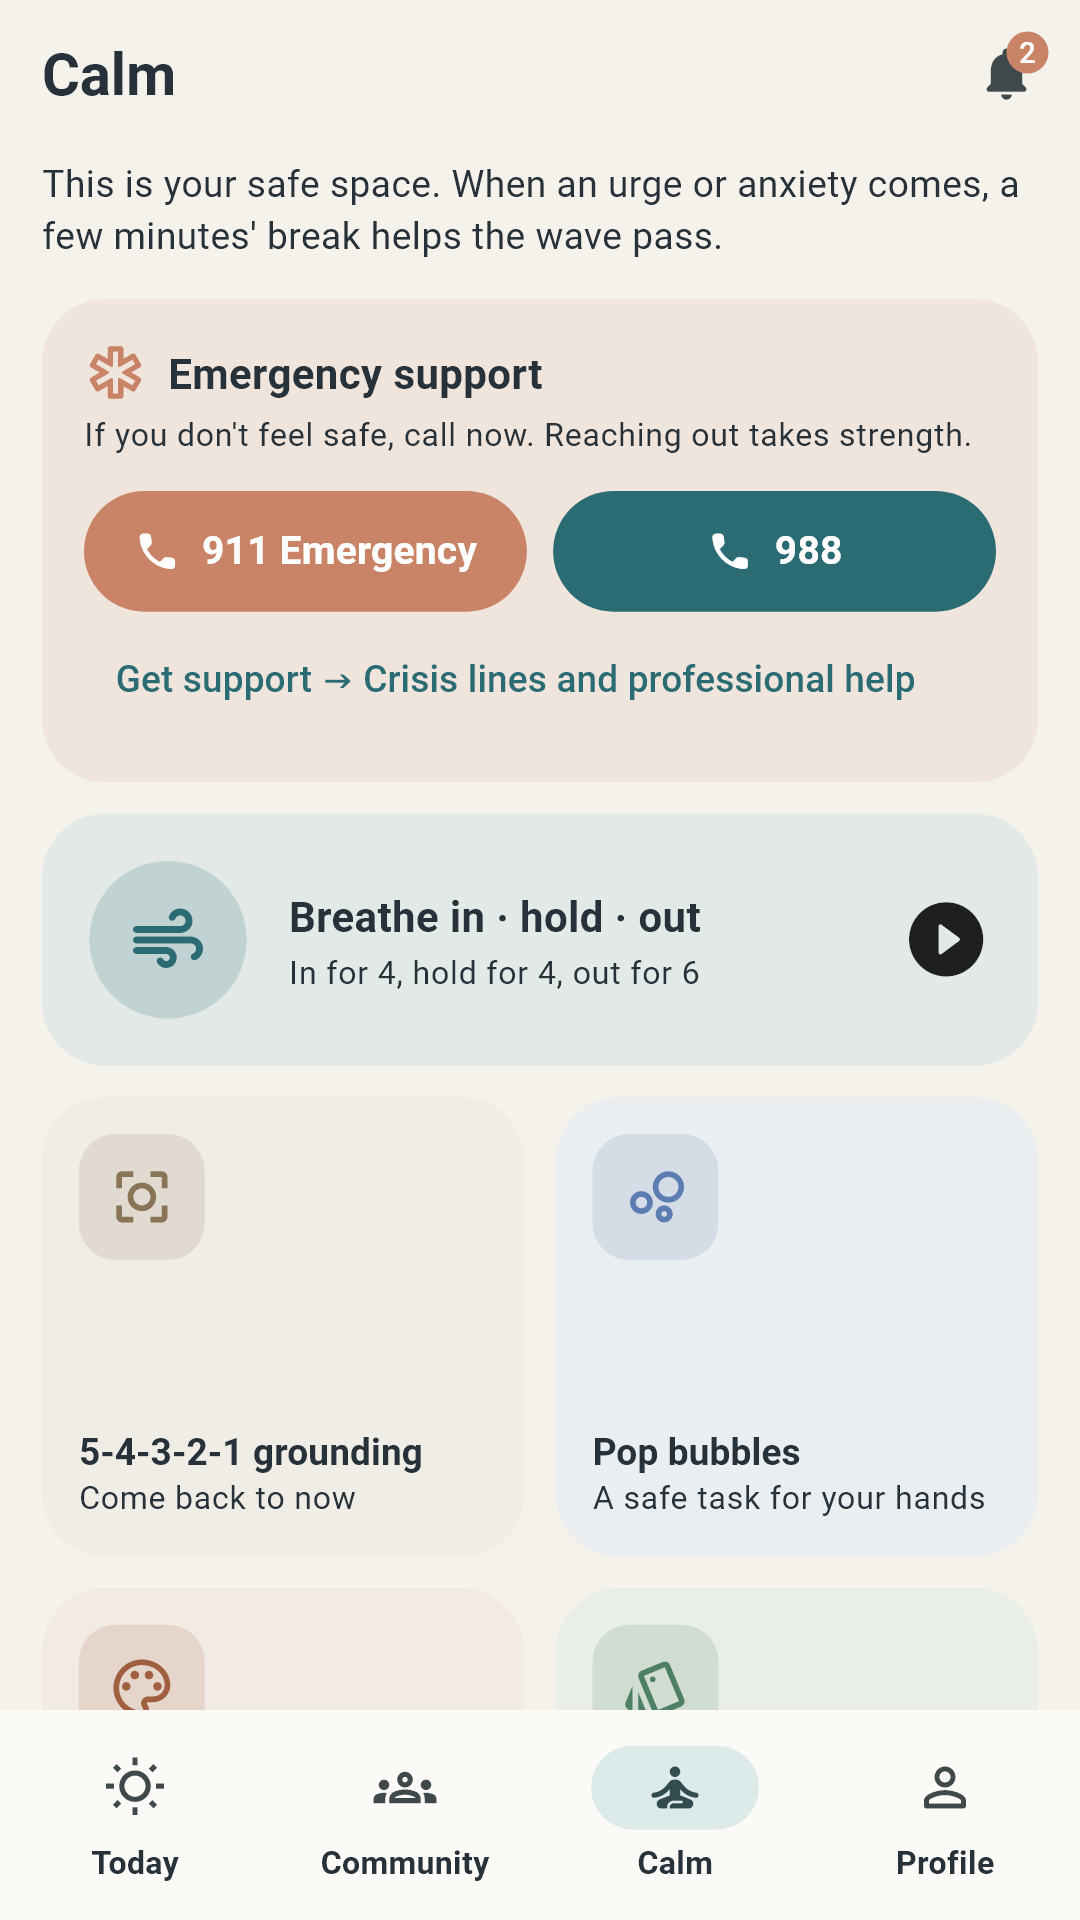 Calm
2
This is your safe space. When an urge or anxiety comes, a
few minutes' break helps the wave pass.
Emergency support
If you don't feel safe, call now. Reaching out takes strength.
911 Emergency
988
Get support → Crisis lines and professional help
Breathe in · hold · out
In for 4, hold for 4, out for 6
5-4-3-2-1 grounding
Come back to now
Pop bubbles
A safe task for your hands
Today
Community
Calm
Profile